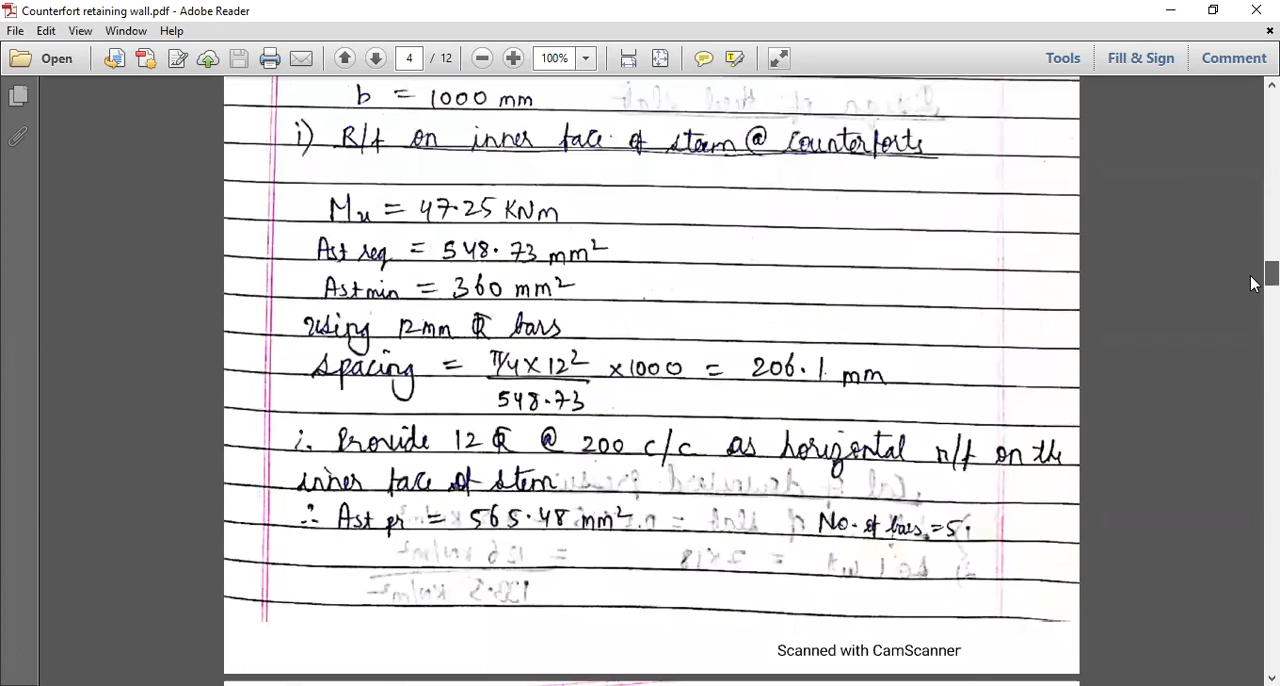 Counterfort retaining wall.pdf - Adobe Reader
File Edit View Window Help
Open 4 / 12 100% Tools Fill & Sign Comment
b = 1000 mm
i) R/f on inner face of stem @ counterforts
Mu = 47.25 KNm
Ast req = 548.73 mm²
Ast min = 360 mm²
using 12mm bars
spacing = π/4 x 12² / 548.73 x 1000 = 206.1 mm
∴ Provide 12 @ 200 c/c as horizontal r/f on the
inner face of stem
∴ Ast pr = 565.48 mm² No. of bars = 5
Scanned with CamScanner